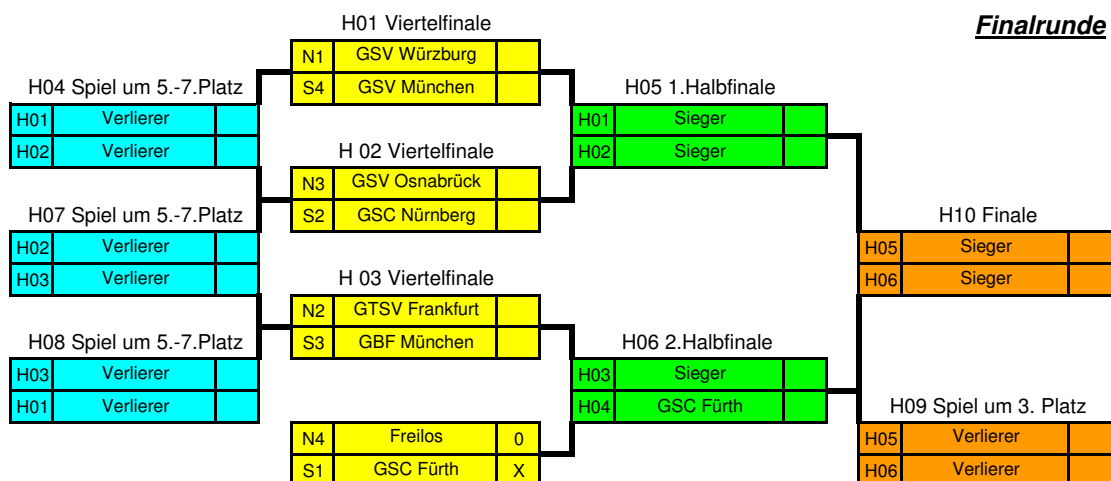 Finalrunde
H01 Viertelfinale
N1 GSV Würzburg
S4 GSV München
H04 Spiel um 5.-7.Platz
H01 Verlierer
H02 Verlierer
H05 1.Halbfinale
H01 Sieger
H02 Sieger
H 02 Viertelfinale
N3 GSV Osnabrück
S2 GSC Nürnberg
H07 Spiel um 5.-7.Platz
H02 Verlierer
H03 Verlierer
H10 Finale
H05 Sieger
H06 Sieger
H 03 Viertelfinale
N2 GTSV Frankfurt
S3 GBF München
H08 Spiel um 5.-7.Platz
H03 Verlierer
H01 Verlierer
H06 2.Halbfinale
H03 Sieger
H04 GSC Fürth
N4 Freilos 0
S1 GSC Fürth X
H09 Spiel um 3. Platz
H05 Verlierer
H06 Verlierer